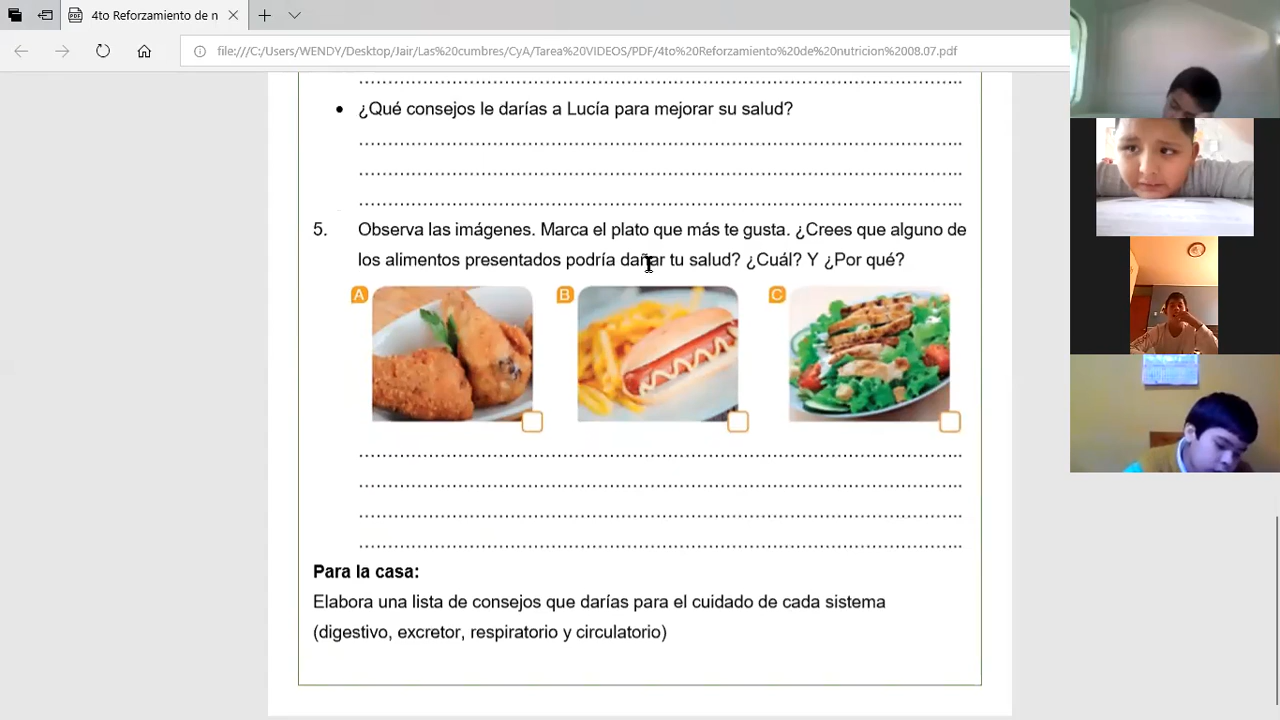 4to Reforzamiento de n
file:///C:/Users/WENDY/Desktop/Jair/Las%20cumbres/CyA/Tarea%20VIDEOS/PDF/4to%20Reforzamiento%20de%20nutricion%2008.07.pdf
• ¿Qué consejos le darías a Lucía para mejorar su salud?
5. Observa las imágenes. Marca el plato que más te gusta. ¿Crees que alguno de
los alimentos presentados podría dañar tu salud? ¿Cuál? Y ¿Por qué?
A B C
Para la casa:
Elabora una lista de consejos que darías para el cuidado de cada sistema
(digestivo, excretor, respiratorio y circulatorio)